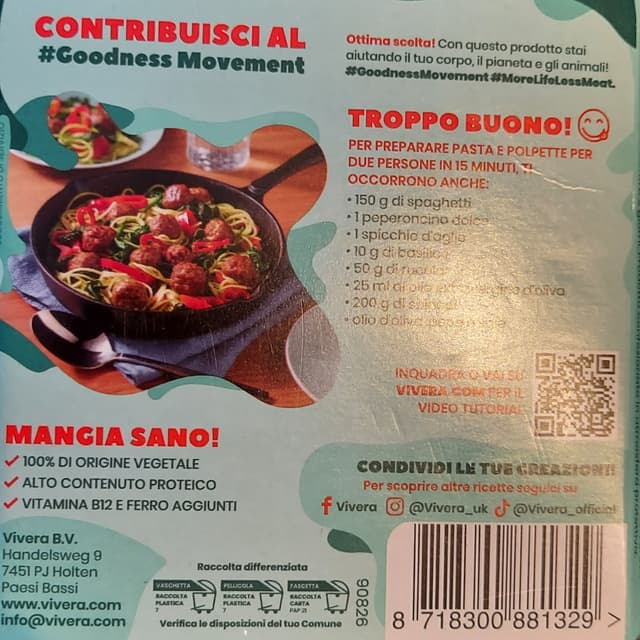 CONTRIBUISCI AL
#Goodness Movement
Ottima scelta! Con questo prodotto stai
aiutando il tuo corpo, il pianeta e gli animali!
#GoodnessMovement #MoreLifeLessMeat.
TROPPO BUONO!
PER PREPARARE PASTA E POLPETTE PER
DUE PERSONE IN 15 MINUTI, TI
OCCORRONO ANCHE:
• 150 g di spaghetti
• 1 peperoncino dolce
• 1 spicchio d'aglio
• 10 g di basilico
• 50 g di rucola
• 25 ml di olio extravergine d'oliva
• 200 g di spinaci
• olio d'oliva, pepe e sale
INQUADRA O VAI SU
VIVERA.COM PER IL
VIDEO TUTORIAL
MANGIA SANO!
100% DI ORIGINE VEGETALE
ALTO CONTENUTO PROTEICO
VITAMINA B12 E FERRO AGGIUNTI
CONDIVIDI LE TUE CREAZIONI!
Per scoprire altre ricette seguici su
Vivera @Vivera_uk @Vivera_official
Vivera B.V.
Handelsweg 9
7451 PJ Holten
Paesi Bassi
www.vivera.com
info@vivera.com
Raccolta differenziata
VASCHETTA PELLICOLA FASCETTA
RACCOLTA RACCOLTA RACCOLTA
PLASTICA PLASTICA CARTA
7 7 PAP 21
Verifica le disposizioni del tuo Comune
90826
8 718300 881329 >